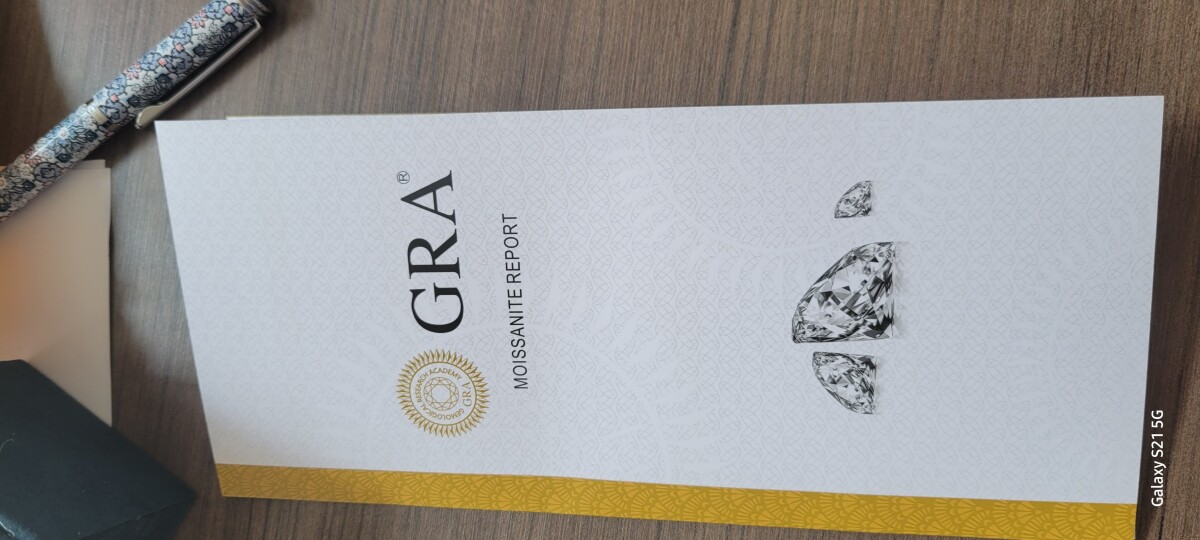 GRA®
GEMOLOGICAL RESEARCH ACADEMY
GRA
MOISSANITE REPORT
Galaxy S21 5G